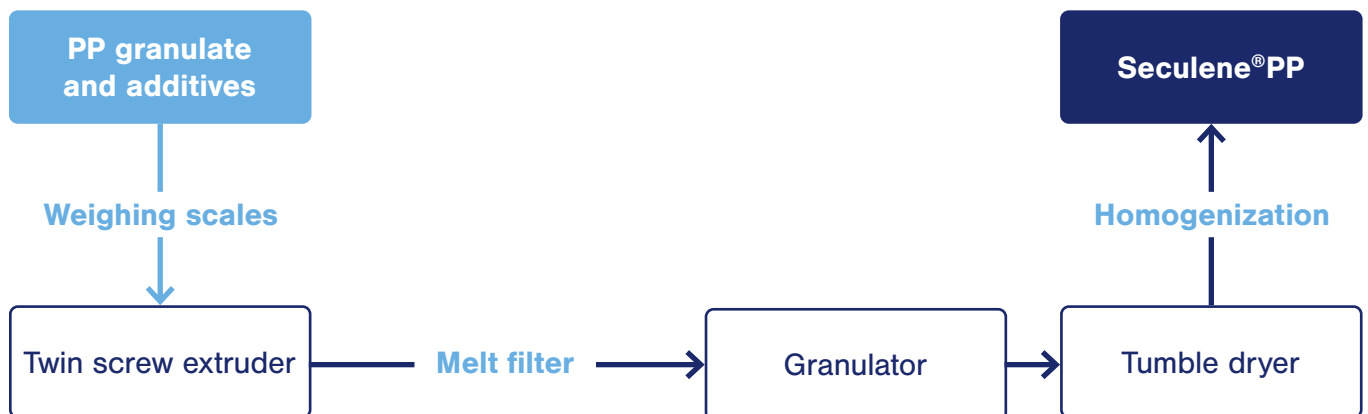 PP granulate
and additives
Seculene®PP
Weighing scales
Homogenization
Twin screw extruder
Melt filter
Granulator
Tumble dryer